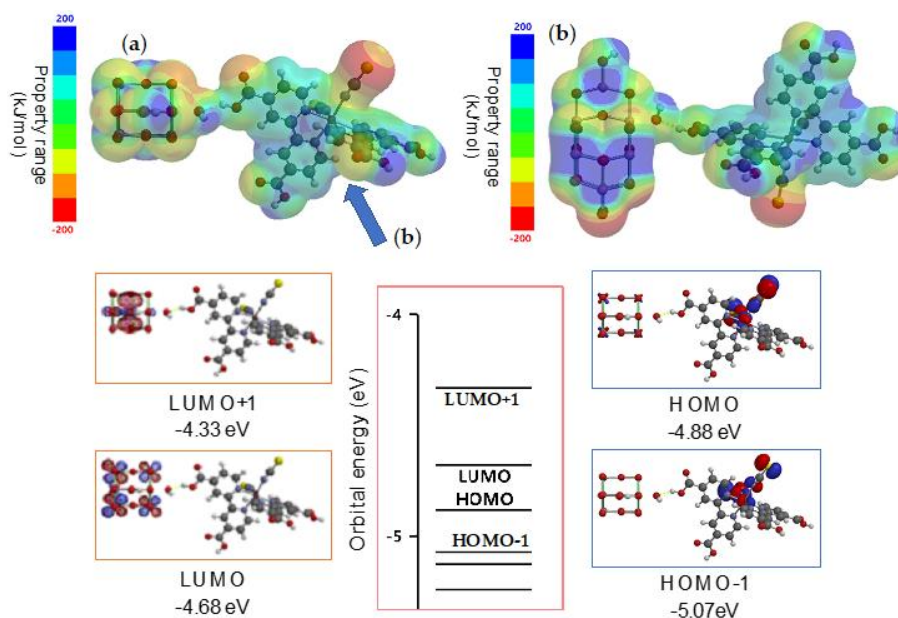 200
(a)
Property range
(kJ/mol)
-200
(b)
200
(b)
Property range
(kJ/mol)
-200
LUMO+1
-4.33 eV
LUMO
-4.68 eV
Orbital energy (eV)
-4
-5
LUMO+1
LUMO
HOMO
HOMO-1
HOMO
-4.88 eV
HOMO-1
-5.07eV